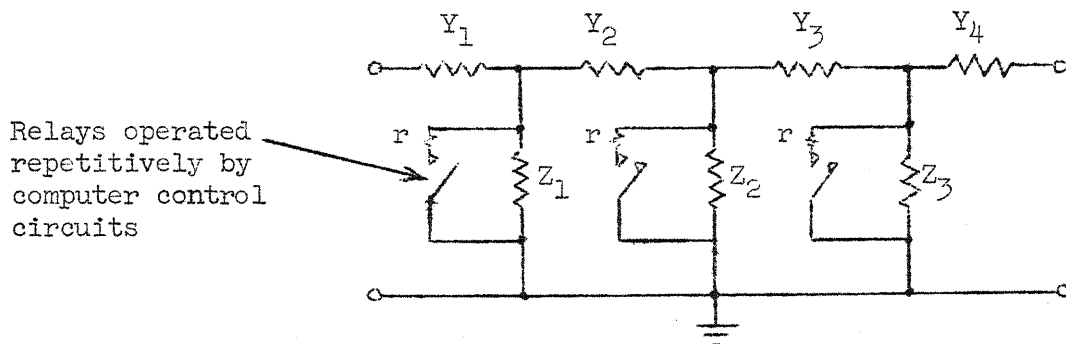 Y1
Y2
Y3
Y4
Relays operated
repetitively by
computer control
circuits
r
Z1
r
Z2
r
Z3